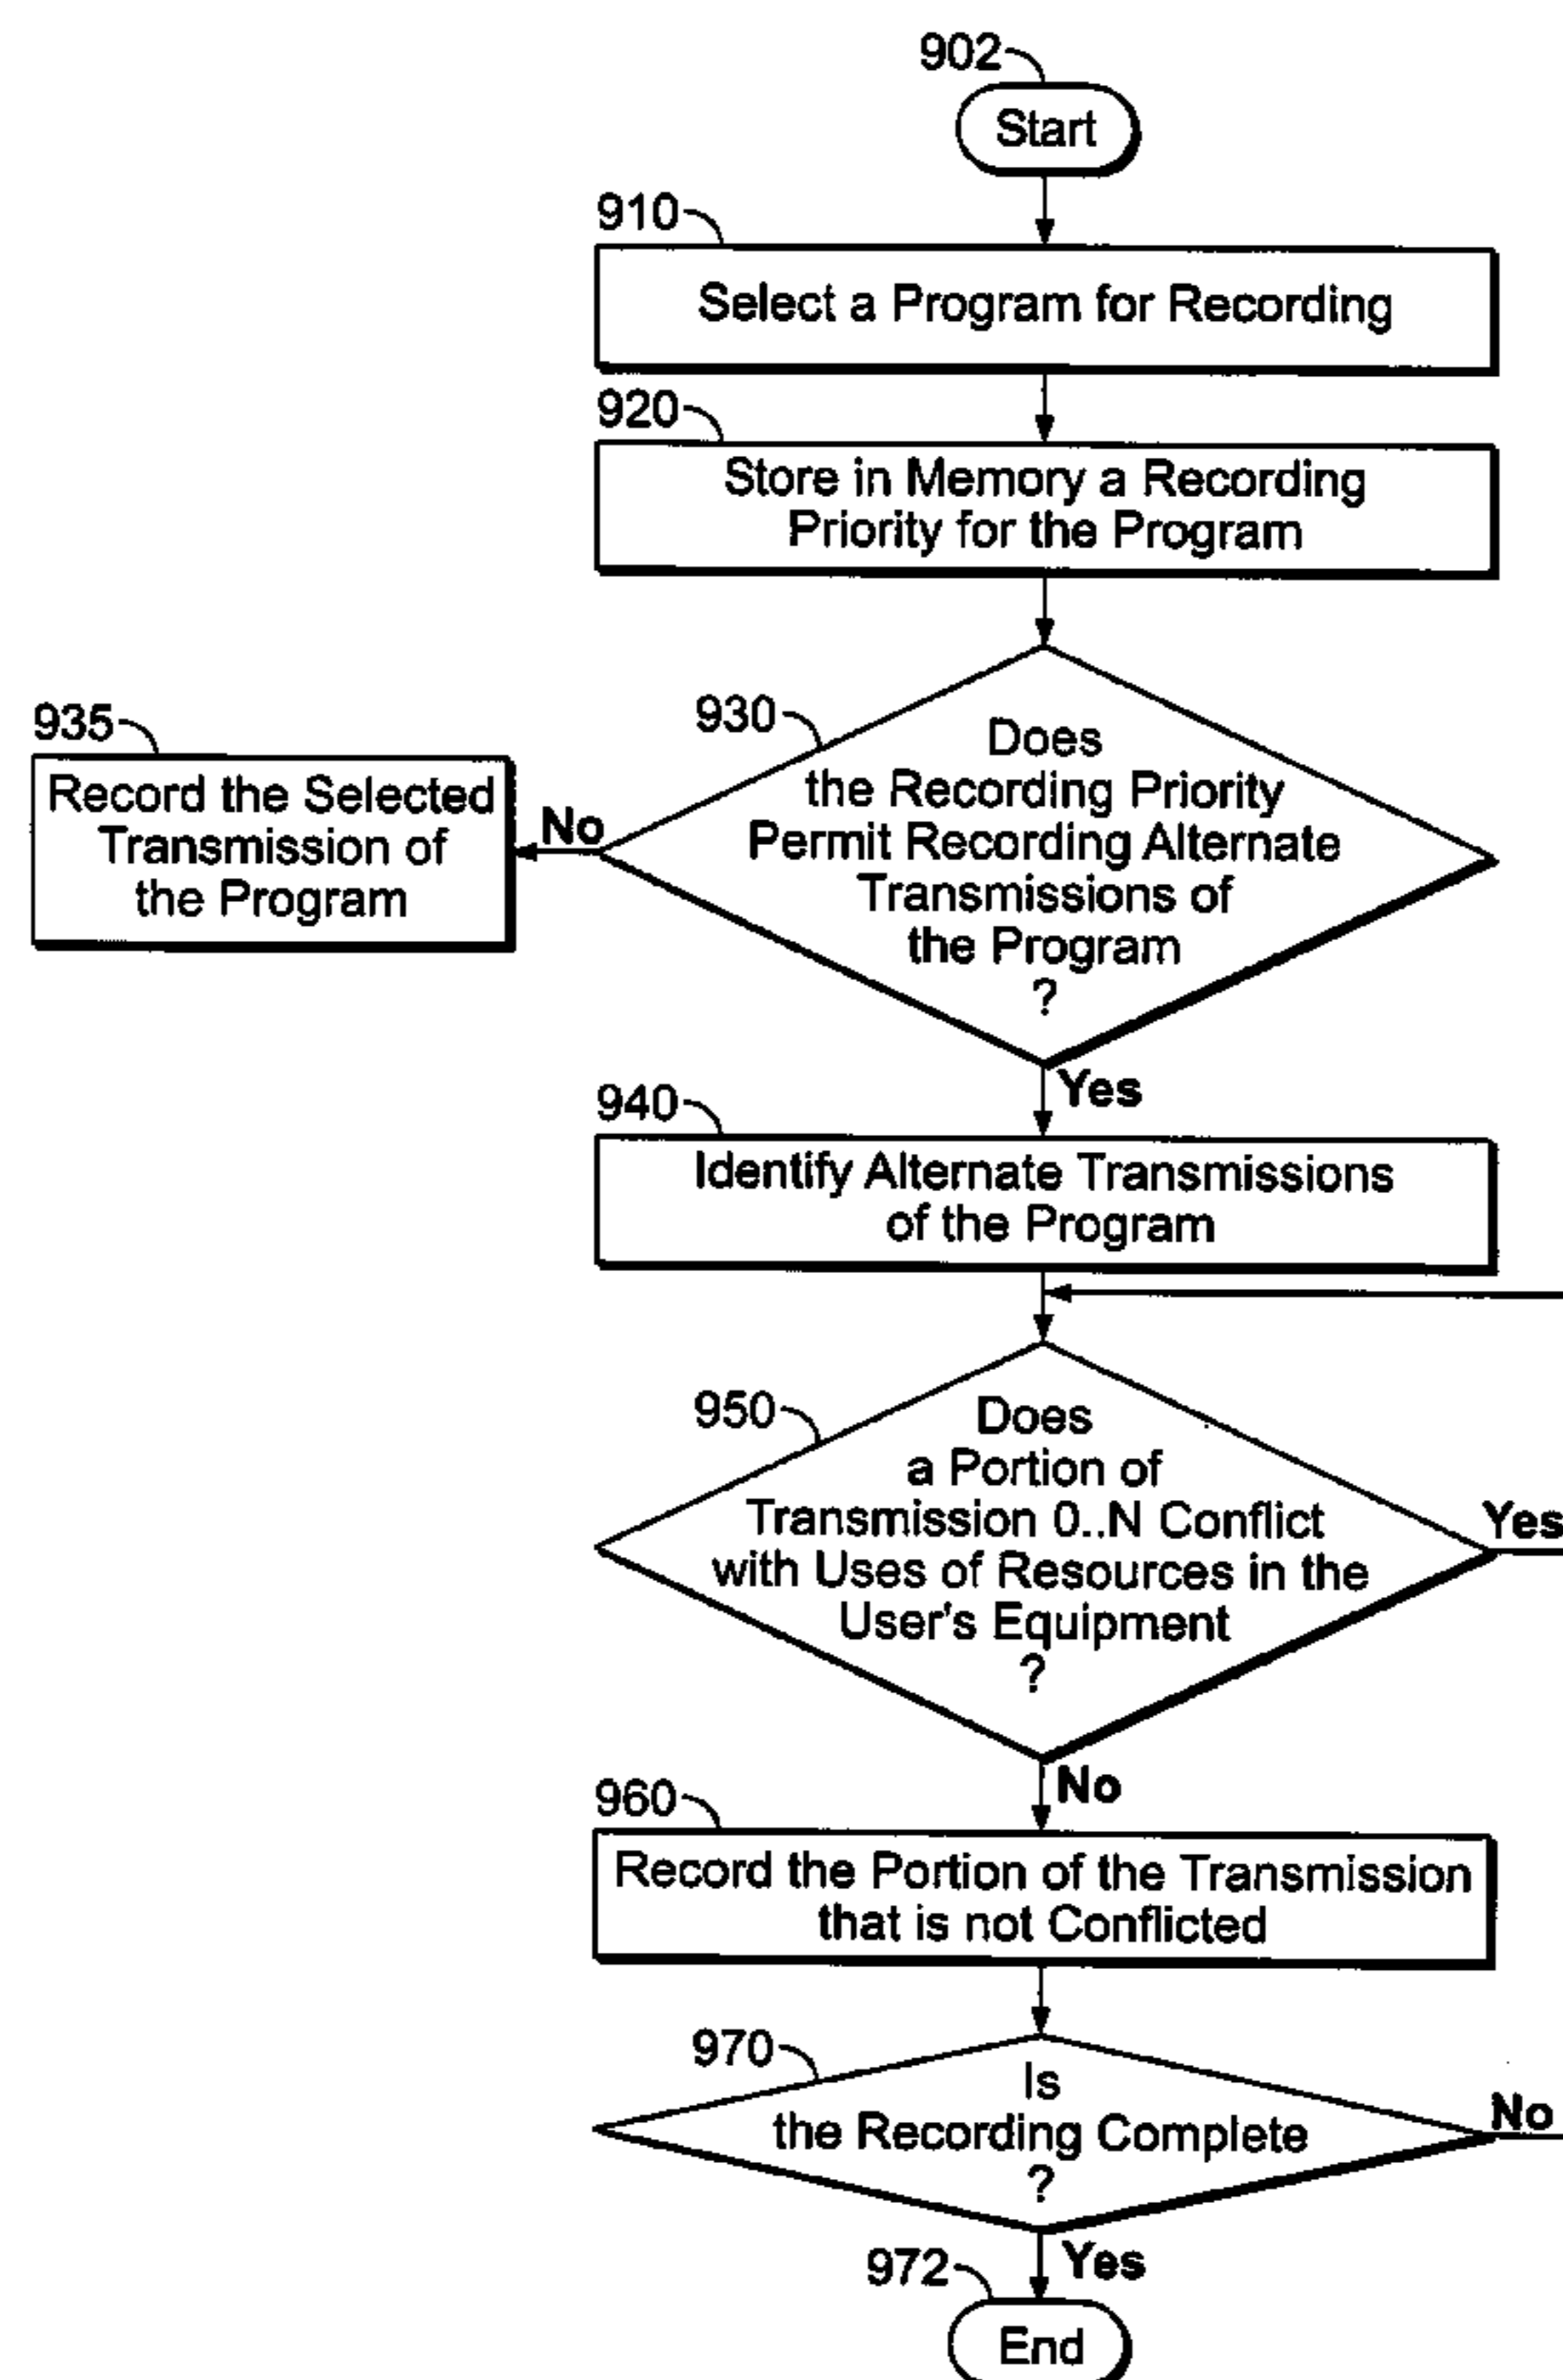 902
Start
910
Select a Program for Recording
920
Store in Memory a Recording
Priority for the Program
935
Record the Selected
Transmission of
the Program
No
930
Does
the Recording Priority
Permit Recording Alternate
Transmissions of
the Program
?
Yes
940
Identify Alternate Transmissions
of the Program
950
Does
a Portion of
Transmission 0..N Conflict
with Uses of Resources in the
User's Equipment
?
Yes
No
960
Record the Portion of the Transmission
that is not Conflicted
970
Is
the Recording Complete
?
No
Yes
972
End